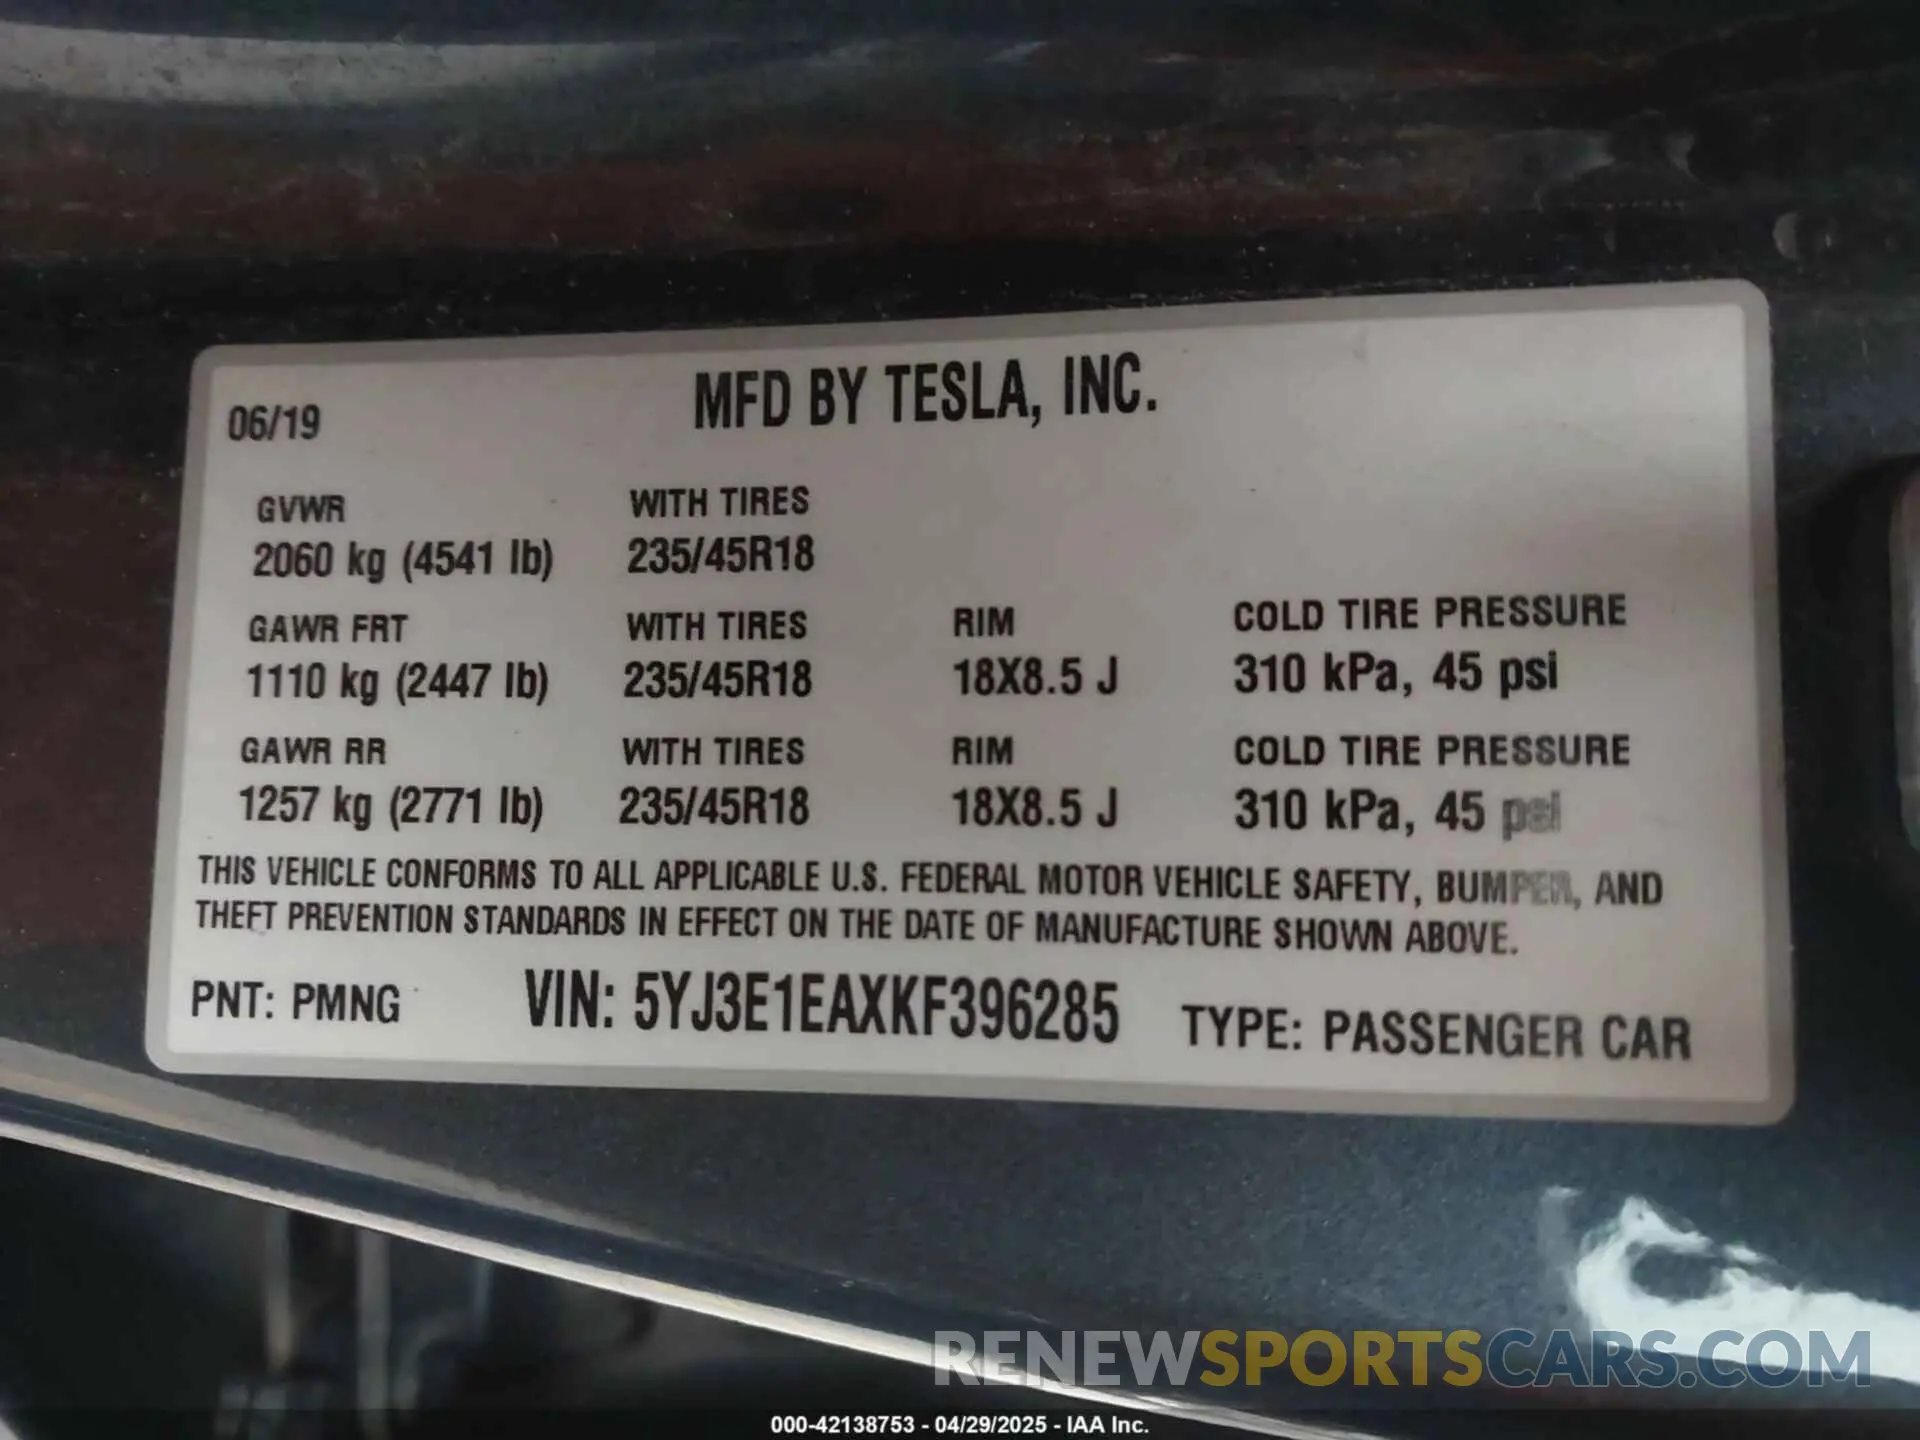 06/19 MFD BY TESLA, INC.
GVWR WITH TIRES
2060 kg (4541 lb) 235/45R18
GAWR FRT WITH TIRES RIM COLD TIRE PRESSURE
1110 kg (2447 lb) 235/45R18 18X8.5 J 310 kPa, 45 psi
GAWR RR WITH TIRES RIM COLD TIRE PRESSURE
1257 kg (2771 lb) 235/45R18 18X8.5 J 310 kPa, 45 psi
THIS VEHICLE CONFORMS TO ALL APPLICABLE U.S. FEDERAL MOTOR VEHICLE SAFETY, BUMPER, AND
THEFT PREVENTION STANDARDS IN EFFECT ON THE DATE OF MANUFACTURE SHOWN ABOVE.
PNT: PMNG VIN: 5YJ3E1EAXKF396285 TYPE: PASSENGER CAR
RENEWSPORTSCARS.COM
000-42138753 - 04/29/2025 - IAA Inc.